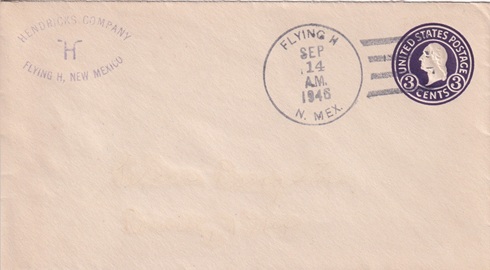 HENDRICKS COMPANY
H
FLYING H, NEW MEXICO
FLYING H
SEP
14
A.M.
1946
N. MEX.
UNITED STATES POSTAGE
3 CENTS 3